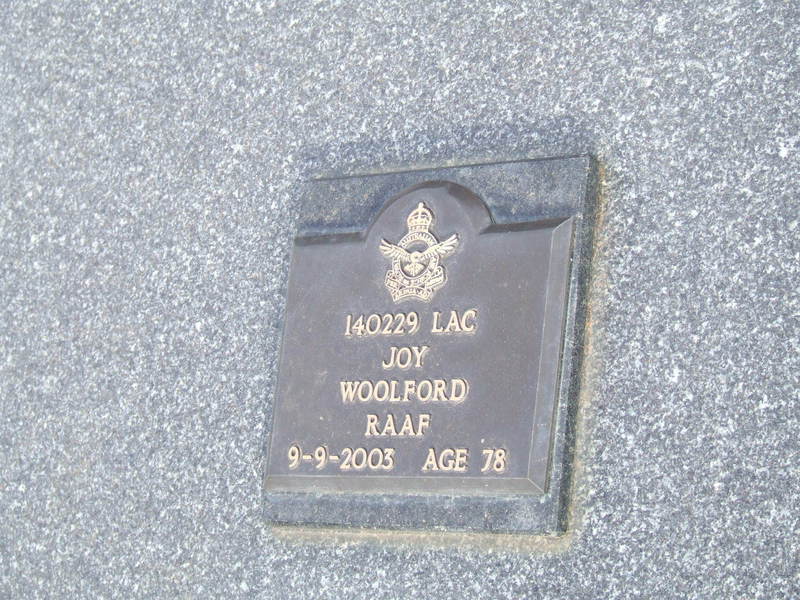 140229 LAC
JOY
WOOLFORD
RAAF
9-9-2003 AGE 78